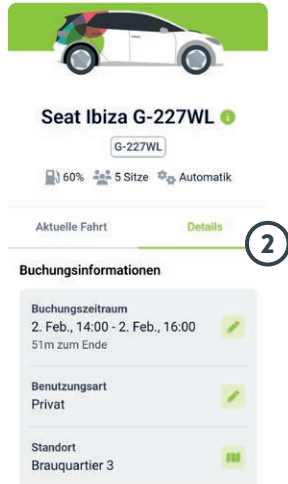 Seat Ibiza G-227WL
G-227WL
60% 5 Sitze Automatik
Aktuelle Fahrt Details
2
Buchungsinformationen
Buchungszeitraum
2. Feb., 14:00 - 2. Feb., 16:00
51m zum Ende
Benutzungsart
Privat
Standort
Brauquartier 3